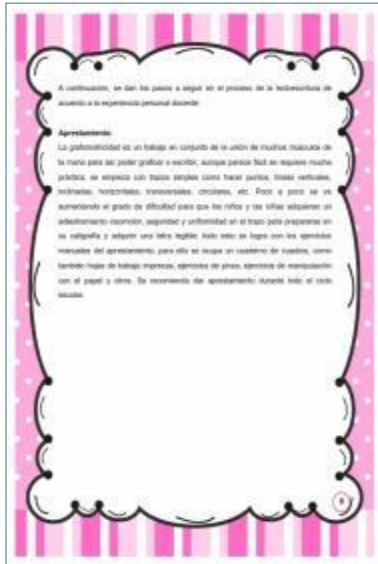 A continuación, se dan los pasos a seguir en el proceso de la lectoescritura de
acuerdo a la experiencia personal docente.
Aprestamiento:
La grafomotricidad es un trabajo en conjunto de la unión de muchos músculos de
la mano para así poder graficar o escribir, aunque parece fácil se requiere mucha
práctica, se empieza con trazos simples como hacer puntos, líneas verticales,
inclinadas, horizontales, transversales, circulares, etc. Poco a poco se va
aumentando el grado de dificultad para que los niños y las niñas adquieran un
adiestramiento visomotor, seguridad y uniformidad en el trazo para prepararse en
su caligrafía y adquirir una letra legible, todo esto se logra con los ejercicios
manuales del aprestamiento, para ello se ocupa un cuaderno de cuadros, como
también hojas de trabajo impresas, ejercicios de pinza, ejercicios de manipulación
con el papel y otros. Se recomienda dar aprestamiento durante todo el ciclo
escolar.